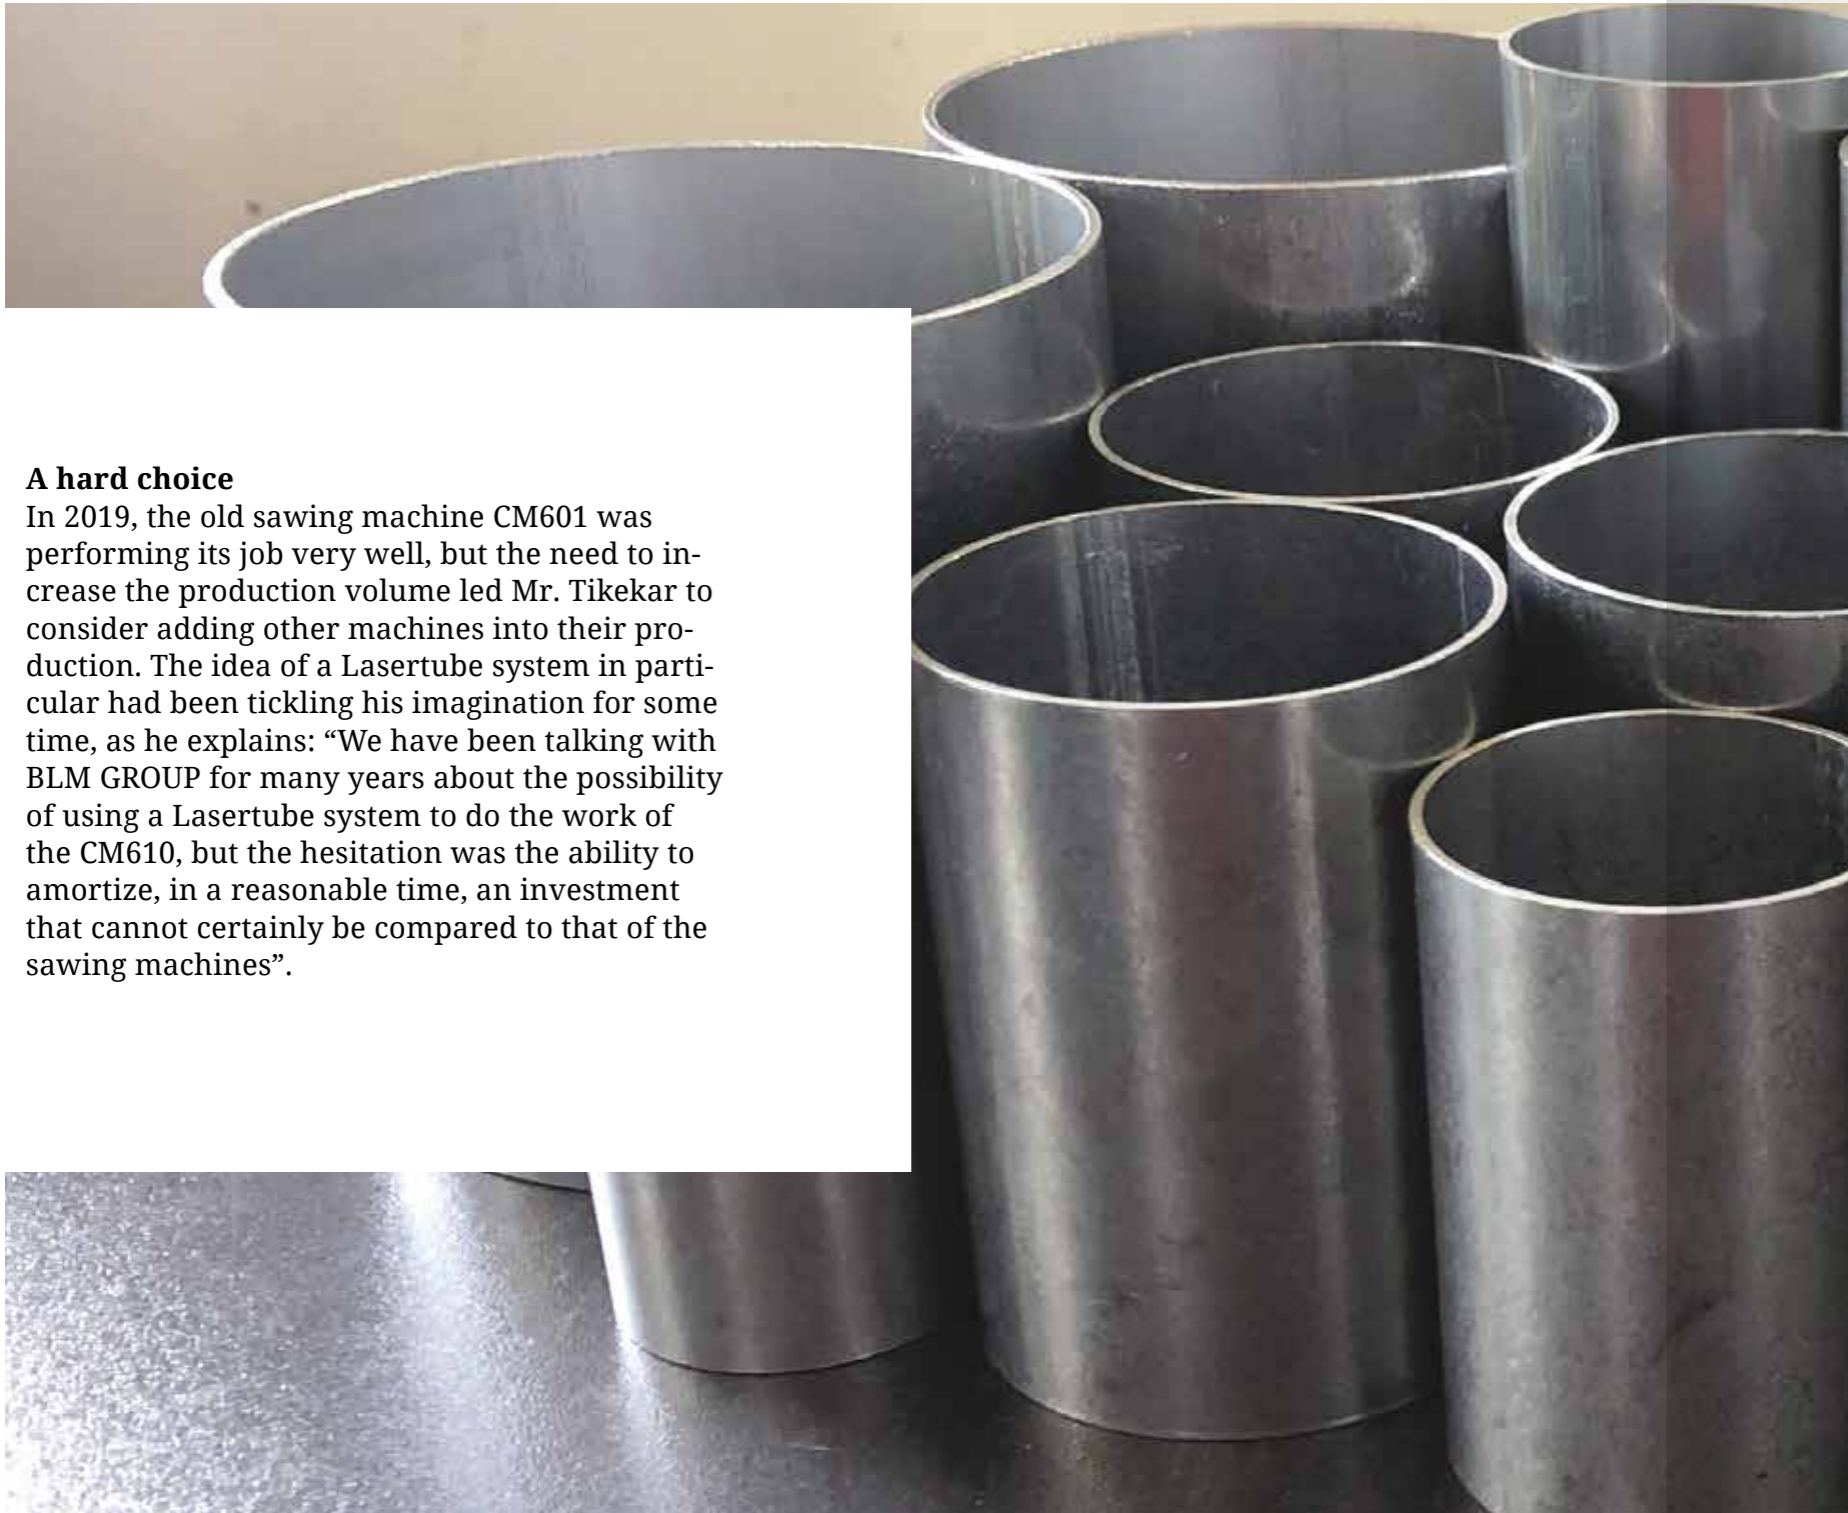 A hard choice
In 2019, the old sawing machine CM601 was
performing its job very well, but the need to in-
crease the production volume led Mr. Tikekar to
consider adding other machines into their pro-
duction. The idea of a Lasertube system in parti-
cular had been tickling his imagination for some
time, as he explains: “We have been talking with
BLM GROUP for many years about the possibility
of using a Lasertube system to do the work of
the CM610, but the hesitation was the ability to
amortize, in a reasonable time, an investment
that cannot certainly be compared to that of the
sawing machines”.